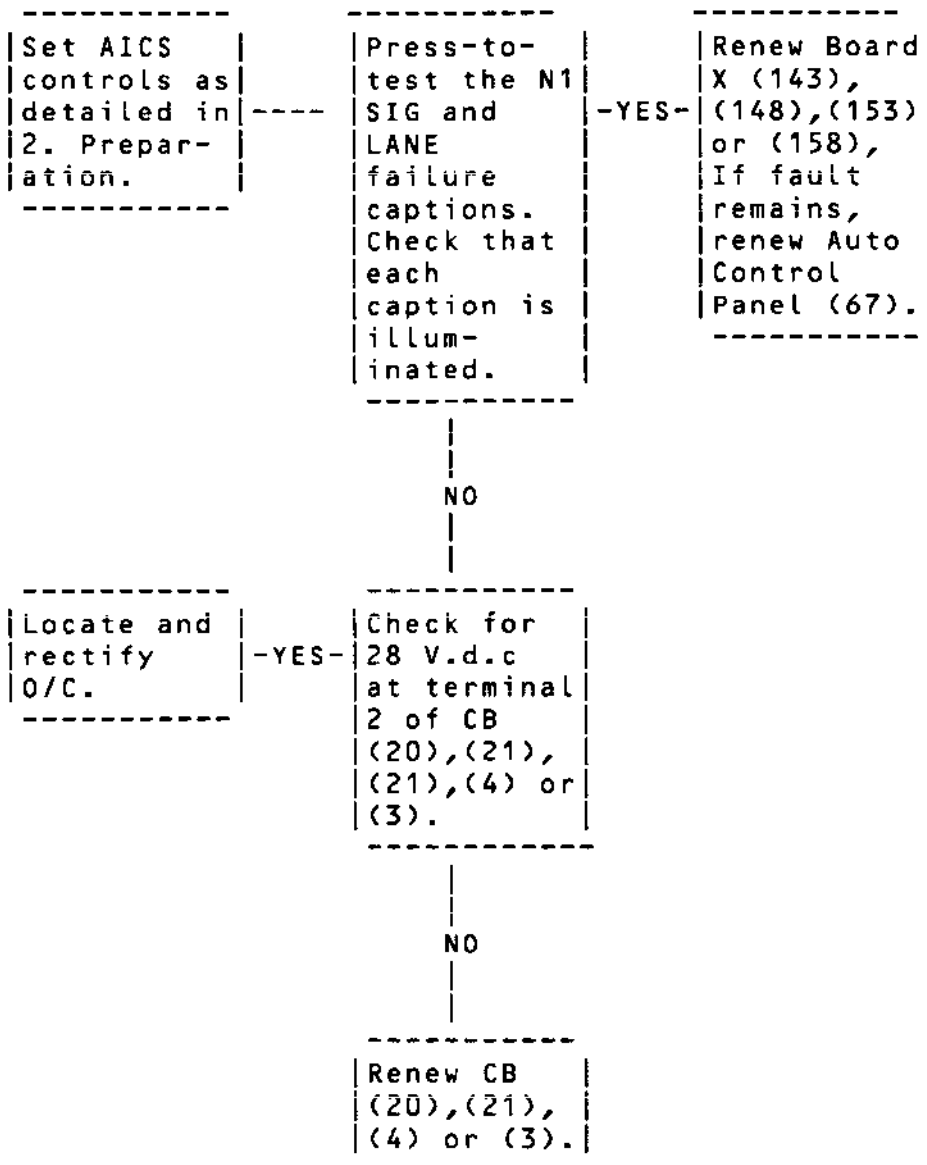 Set AICS
controls as
detailed in
2. Prepar-
ation.
Press-to-
test the N1
SIG and
LANE
failure
captions.
Check that
each
caption is
illum-
inated.
YES
Renew Board
X (143),
(148),(153)
or (158),
If fault
remains,
renew Auto
Control
Panel (67).
NO
Locate and
rectify
O/C.
YES
Check for
28 V.d.c
at terminal
2 of CB
(20),(21),
(21),(4) or
(3).
NO
Renew CB
(20),(21),
(4) or (3).